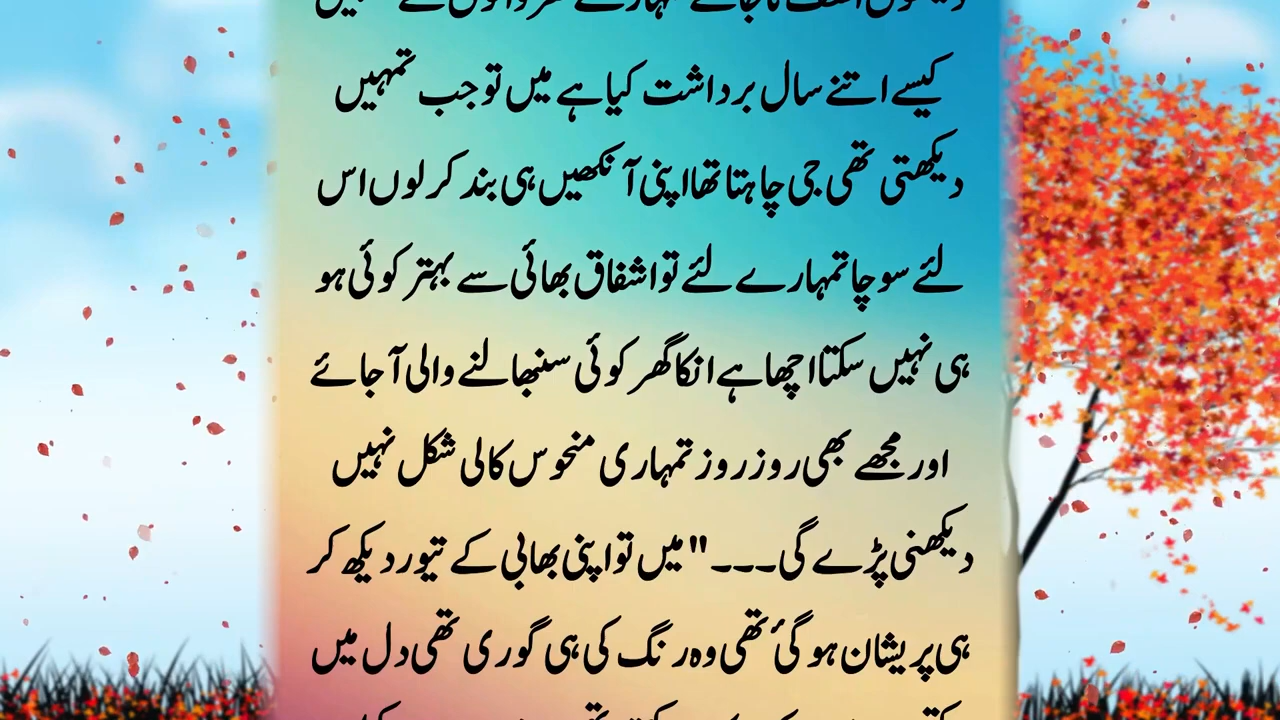 کیسے اتنے سال برداشت کیا ہے میں تو جب تمہیں
دیکھتی تھی جی چاہتا تھا اپنی آنکھیں ہی بند کر لوں اس
لئے سوچا تمہارے لئے تو اشفاق بھائی سے بہتر کوئی ہو
ہی نہیں سکتا اچھا ہے انکا گھر کوئی سنبھالنے والی آ جائے
اور مجھے بھی روز روز تمہاری منحوس کالی شکل نہیں
دیکھنی پڑے گی۔۔۔" میں تو اپنی بھابی کے تیور دیکھ کر
ہی پریشان ہو گئ تھی وہ رنگ کی ہی گوری تھی دل میں